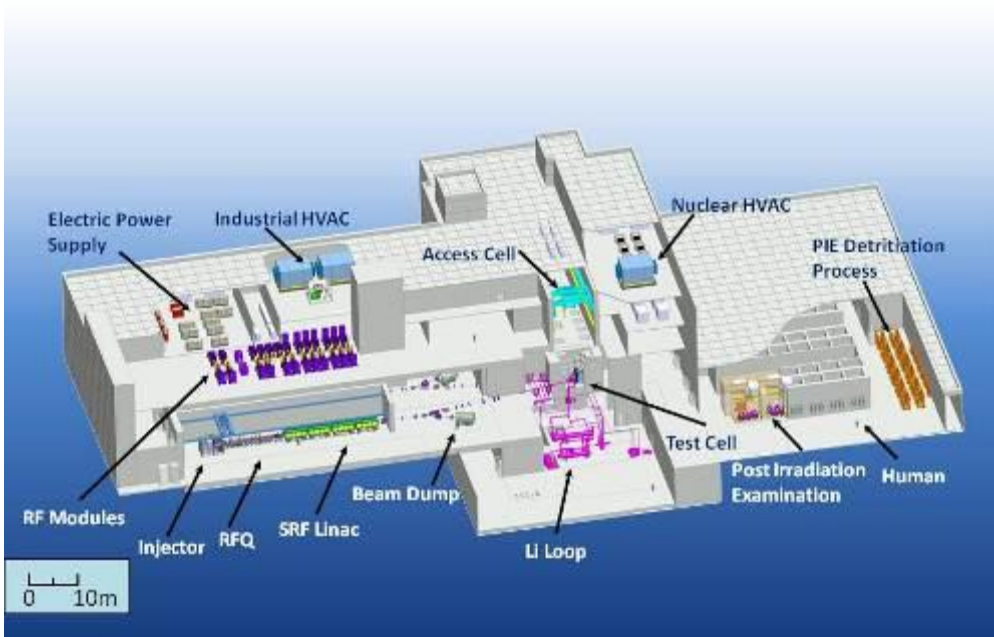 Electric Power
Supply
Industrial HVAC
Access Cell
Nuclear HVAC
PIE Detritiation
Process
RF Modules
Injector
RFQ
SRF Linac
Beam Dump
Li Loop
Test Cell
Post Irradiation
Examination
Human
0 10m